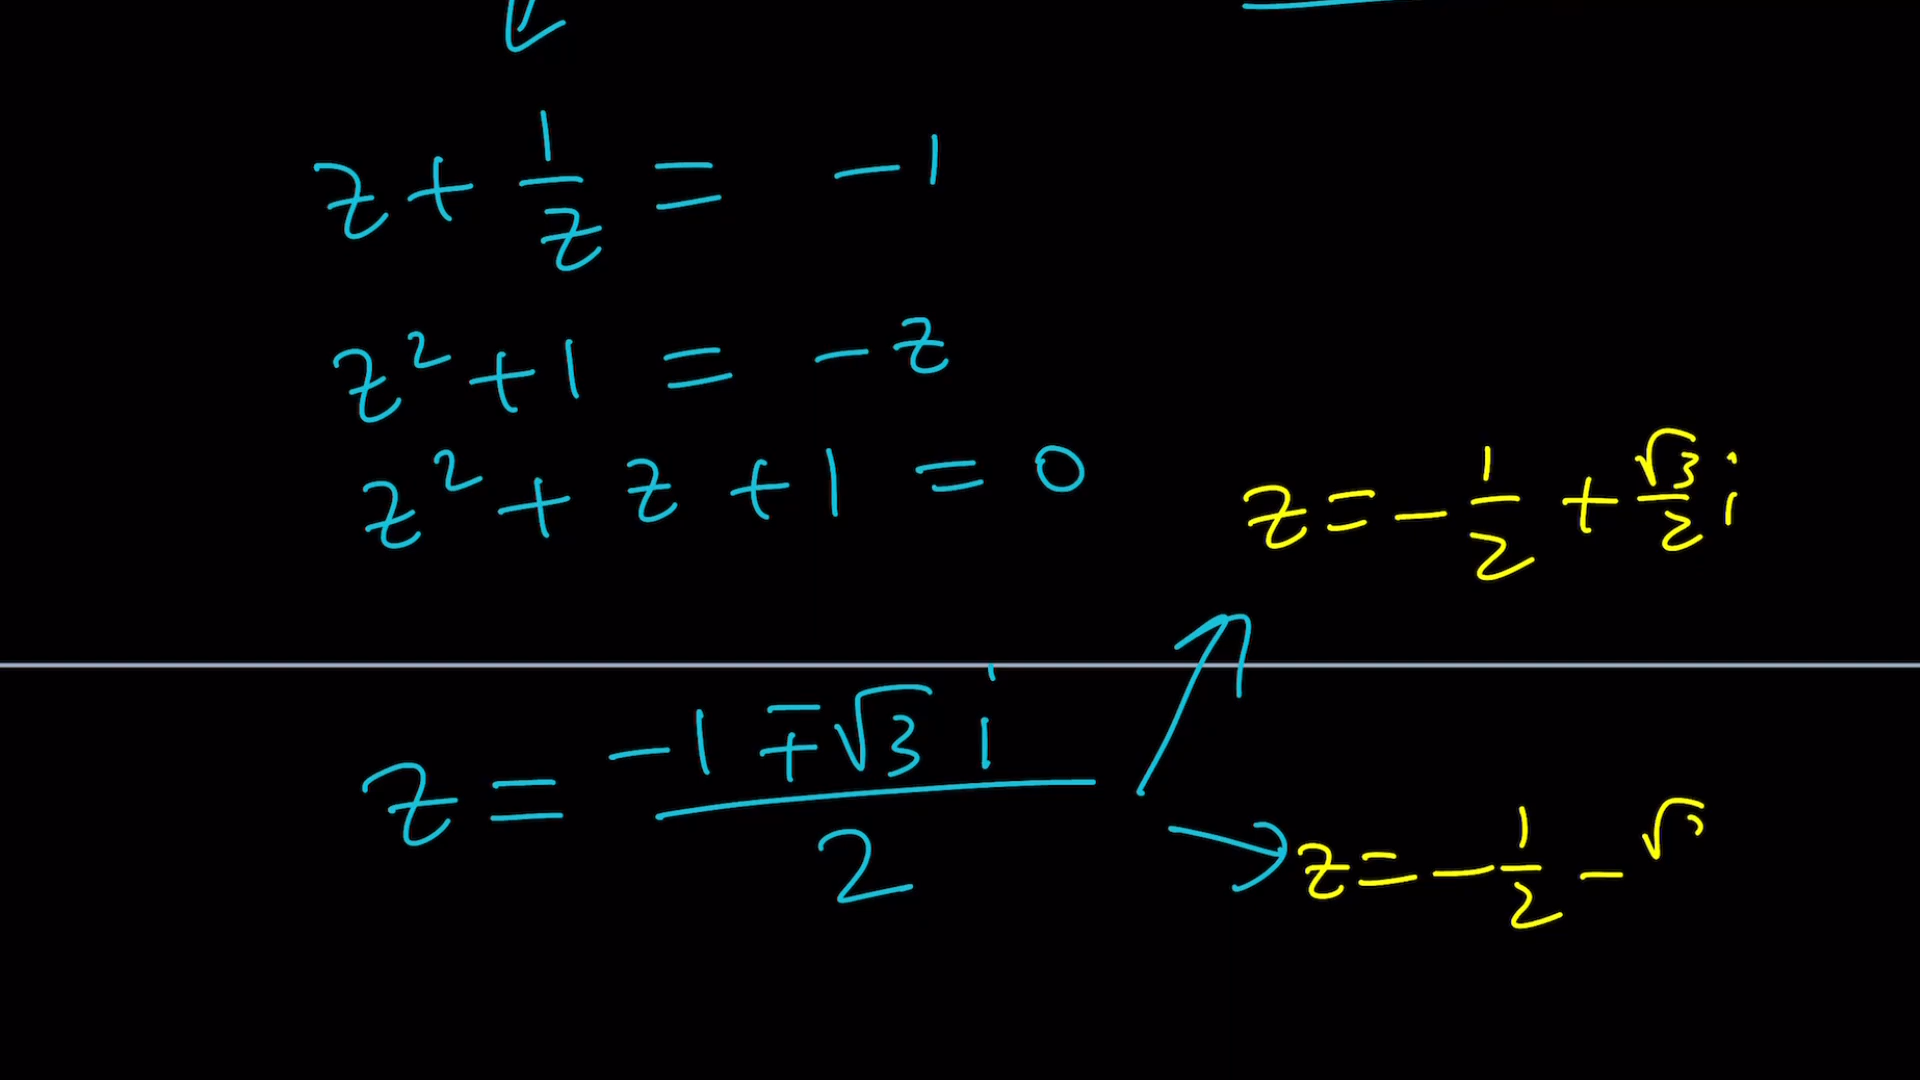 z + 1/z = -1
z² + 1 = -z
z² + z + 1 = 0
z = -1/2 + √3/2 i
z = (-1 ∓ √3 i)/2
z = -1/2 - √